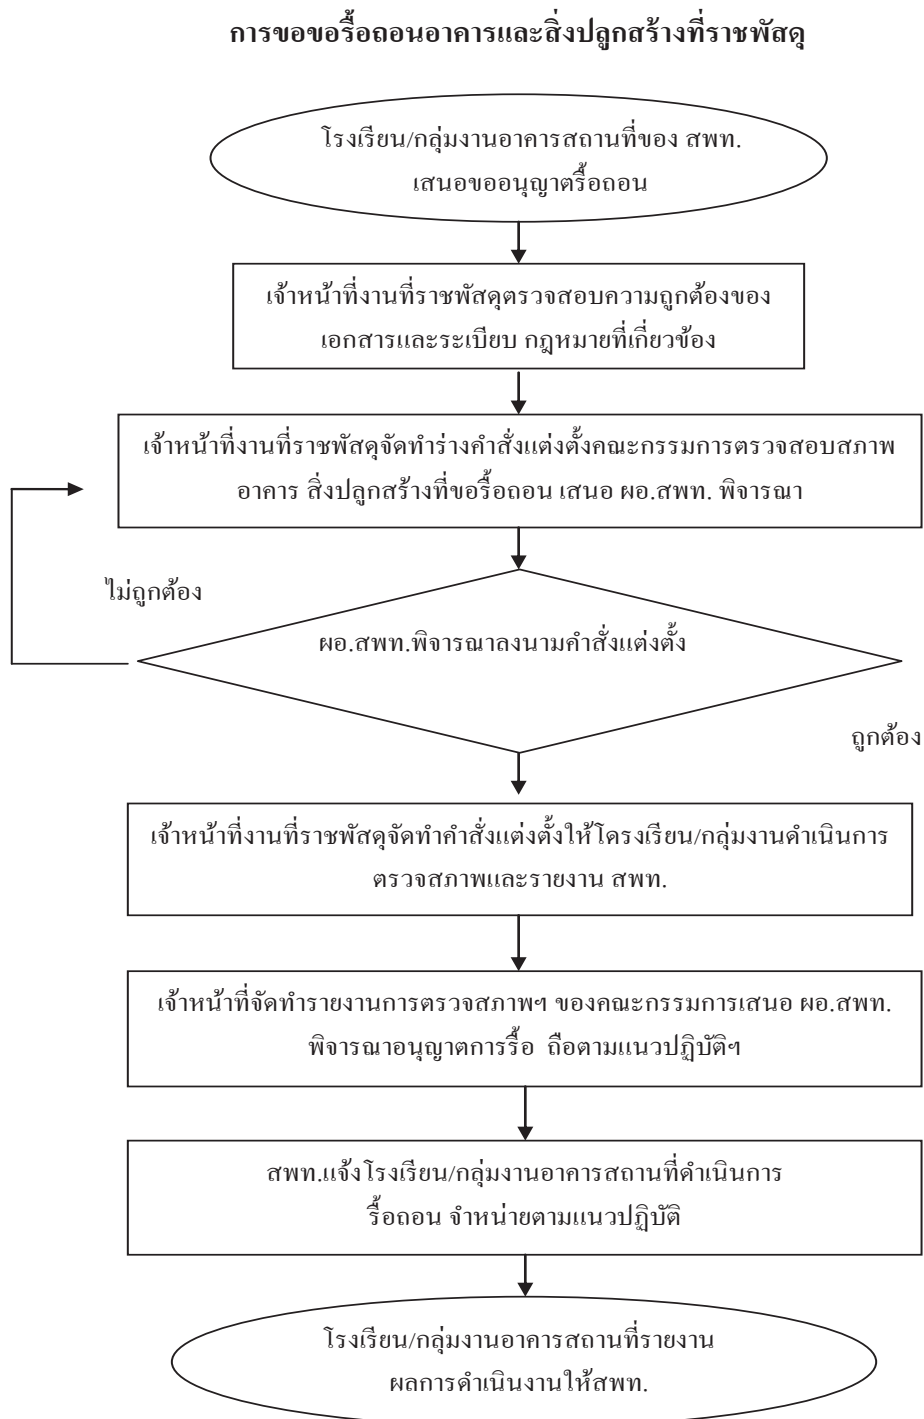 การขอขอรื้อถอนอาคารและสิ่งปลูกสร้างที่ราชพัสดุ
โรงเรียน/กลุ่มงานอาคารสถานที่ของ สพท.
เสนอขออนุญาตรื้อถอน
เจ้าหน้าที่งานที่ราชพัสดุตรวจสอบความถูกต้องของ
เอกสารและระเบียบ กฎหมายที่เกี่ยวข้อง
เจ้าหน้าที่งานที่ราชพัสดุจัดทำร่างคำสั่งแต่งตั้งคณะกรรมการตรวจสอบสภาพ
อาคาร สิ่งปลูกสร้างที่ขอรื้อถอน เสนอ ผอ.สพท. พิจารณา
ไม่ถูกต้อง
ผอ.สพท.พิจารณาลงนามคำสั่งแต่งตั้ง
ถูกต้อง
เจ้าหน้าที่งานที่ราชพัสดุจัดทำคำสั่งแต่งตั้งให้โดรงเรียน/กลุ่มงานดำเนินการ
ตรวจสภาพและรายงาน สพท.
เจ้าหน้าที่จัดทำรายงานการตรวจสภาพฯ ของคณะกรรมการเสนอ ผอ.สพท.
พิจารณาอนุญาตการรื้อ ถือตามแนวปฏิบัติฯ
สพท.แจ้งโรงเรียน/กลุ่มงานอาคารสถานที่ดำเนินการ
รื้อถอน จำหน่ายตามแนวปฏิบัติ
โรงเรียน/กลุ่มงานอาคารสถานที่รายงาน
ผลการดำเนินงานให้สพท.